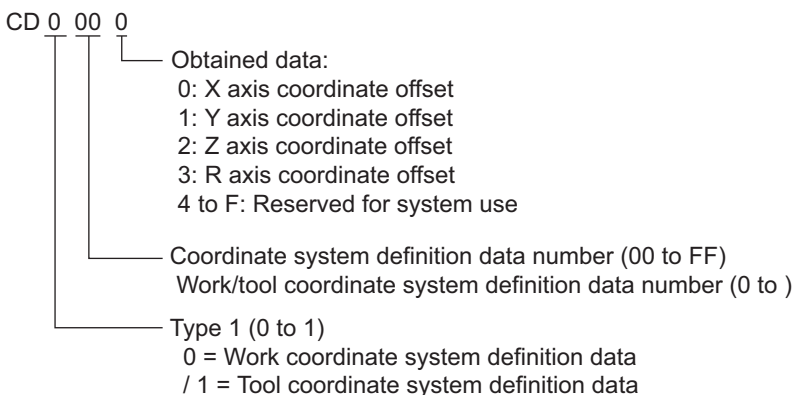 CD 0 00 0
Obtained data:
0: X axis coordinate offset
1: Y axis coordinate offset
2: Z axis coordinate offset
3: R axis coordinate offset
4 to F: Reserved for system use
Coordinate system definition data number (00 to FF)
Work/tool coordinate system definition data number (0 to )
Type 1 (0 to 1)
0 = Work coordinate system definition data
/ 1 = Tool coordinate system definition data